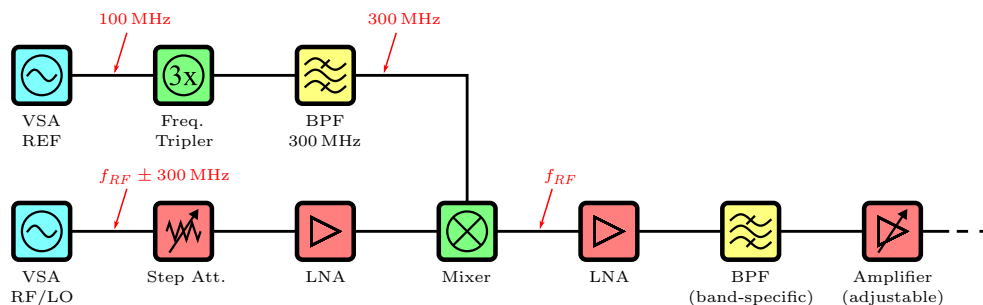 100 MHz
300 MHz
3x
VSA
REF
Freq.
Tripler
BPF
300 MHz
f_RF ± 300 MHz
f_RF
VSA
RF/LO
Step Att.
LNA
Mixer
LNA
BPF
(band-specific)
Amplifier
(adjustable)